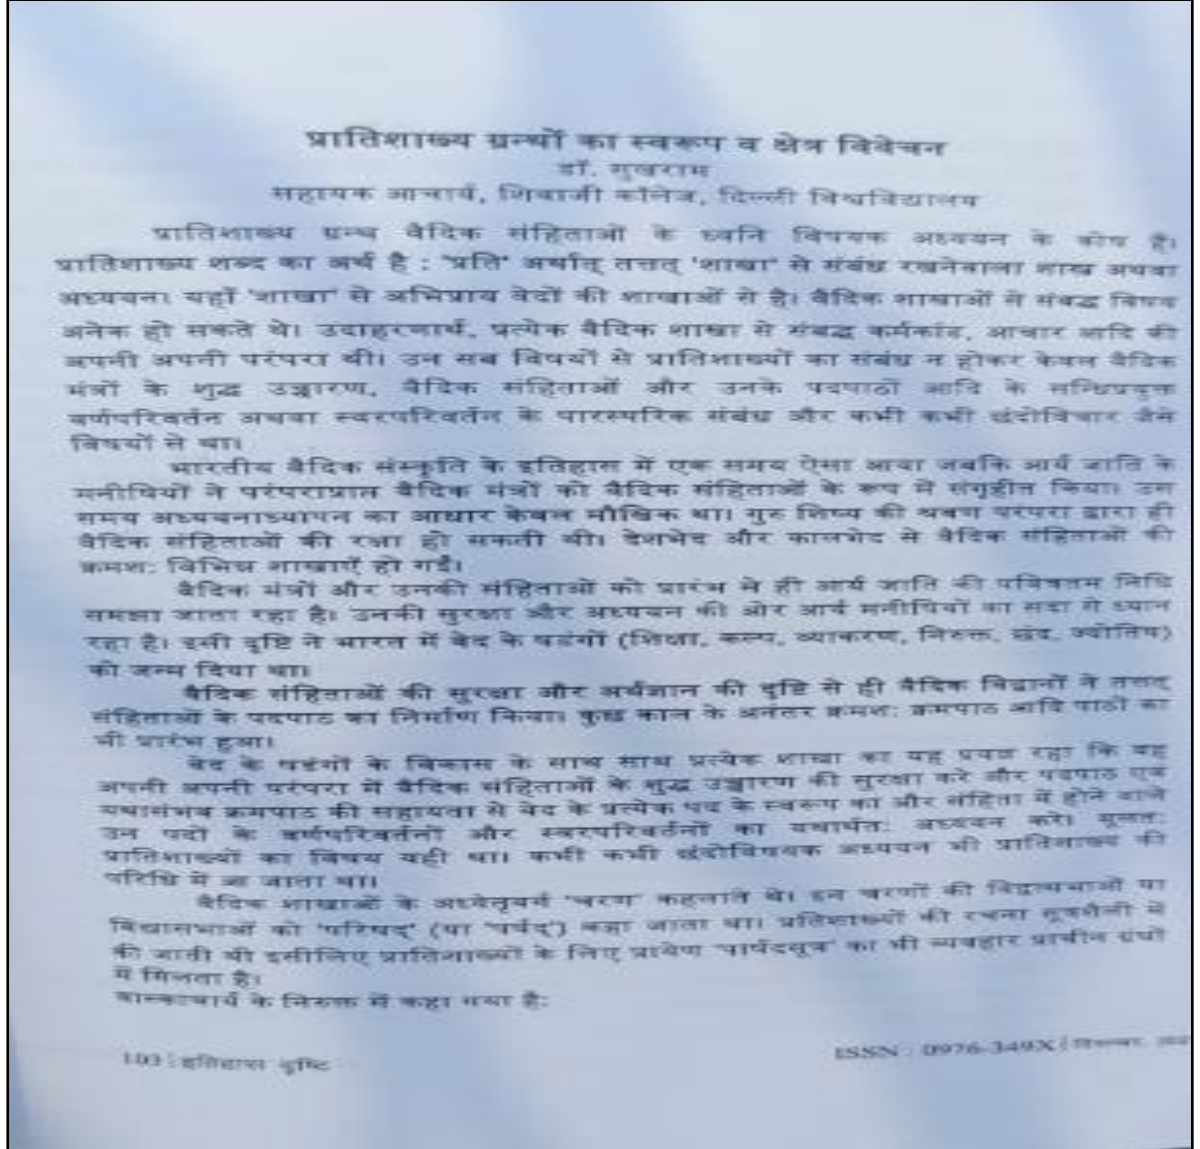 प्रातिशाख्य ग्रन्थों का स्वरूप व क्षेत्र विवेचन
डॉ. सुखराम
सहायक आचार्य, शिवाजी कॉलेज, दिल्ली विश्वविद्यालय
प्रातिशाख्य ग्रन्थ वैदिक संहिताओं के ध्वनि विषयक अध्ययन के कोष है।
प्रातिशाख्य शब्द का अर्थ है : 'प्रति' अर्थात् तत्तत् 'शाखा' से संबंध रखनेवाला शास्त्र अथवा
अध्ययन। यहाँ 'शाखा' से अभिप्राय वेदों की शाखाओं से है। वैदिक शाखाओं से संबद्ध विषय
अनेक हो सकते थे। उदाहरणार्थ, प्रत्येक वैदिक शाखा से संबद्ध कर्मकांड, आचार आदि की
अपनी अपनी परंपरा थी। उन सब विषयों से प्रातिशाख्यों का संबंध न होकर केवल वैदिक
मंत्रों के शुद्ध उच्चारण, वैदिक संहिताओं और उनके पदपाठों आदि के सन्धिप्रयुक्त
वर्णपरिवर्तन अथवा स्वरपरिवर्तन के पारस्परिक संबंध और कभी कभी छंदोविचार जैसे
विषयों से था।
भारतीय वैदिक संस्कृति के इतिहास में एक समय ऐसा आया जबकि आर्य जाति के
मनीषियों ने परंपराप्राप्त वैदिक मंत्रों को वैदिक संहिताओं के रूप में संगृहीत किया। उस
समय अध्ययनाध्यापन का आधार केवल मौखिक था। गुरु शिष्य की श्रवण परंपरा द्वारा ही
वैदिक संहिताओं की रक्षा हो सकती थी। देशभेद और कालभेद से वैदिक संहिताओं की
क्रमश: विभिन्न शाखाएँ हो गईं।
वैदिक मंत्रों और उनकी संहिताओं को प्रारंभ से ही आर्य जाति की पवित्रतम निधि
समझा जाता रहा है। उनकी सुरक्षा और अध्ययन की ओर आर्य मनीषियों का सदा से ध्यान
रहा है। इसी दृष्टि ने भारत में वेद के षडंगों (शिक्षा, कल्प, व्याकरण, निरुक्त, छंद, ज्योतिष)
को जन्म दिया था।
वैदिक संहिताओं की सुरक्षा और अर्थज्ञान की दृष्टि से ही वैदिक विद्वानों ने तत्तत्
संहिताओं के पदपाठ का निर्माण किया। कुछ काल के अनंतर क्रमश: क्रमपाठ आदि पाठों का
भी प्रारंभ हुआ।
वेद के षडंगों के विकास के साथ साथ प्रत्येक शाखा का यह प्रयत्न रहा कि वह
अपनी अपनी परंपरा में वैदिक संहिताओं के शुद्ध उच्चारण की सुरक्षा करे और पदपाठ एवं
यथासंभव क्रमपाठ की सहायता से वेद के प्रत्येक पद के स्वरूप का और संहिता में होने वाले
उन पदों के वर्णपरिवर्तनों और स्वरपरिवर्तनों का यथार्थत: अध्ययन करे। मूलत:
प्रातिशाख्यों का विषय यही था। कभी कभी छंदोविषयक अध्ययन भी प्रातिशाख्य की
परिधि में आ जाता था।
वैदिक शाखाओं के अध्येतृवर्ग 'चरण' कहलाते थे। इन चरणों की विद्वत्सभाओं या
विद्यासभाओं को 'परिषद्' (या 'पर्षद्') कहा जाता था। प्रतिशाख्यों की रचना सूत्रशैली में
की जाती थी इसीलिए प्रातिशाख्यों के लिए प्रायेण 'पार्षदसूत्र' का भी व्यवहार प्राचीन ग्रंथों
में मिलता है।
यास्काचार्य के निरुक्त में कहा गया है:
103 | इतिहास दृष्टि
ISSN : 0976-349X |